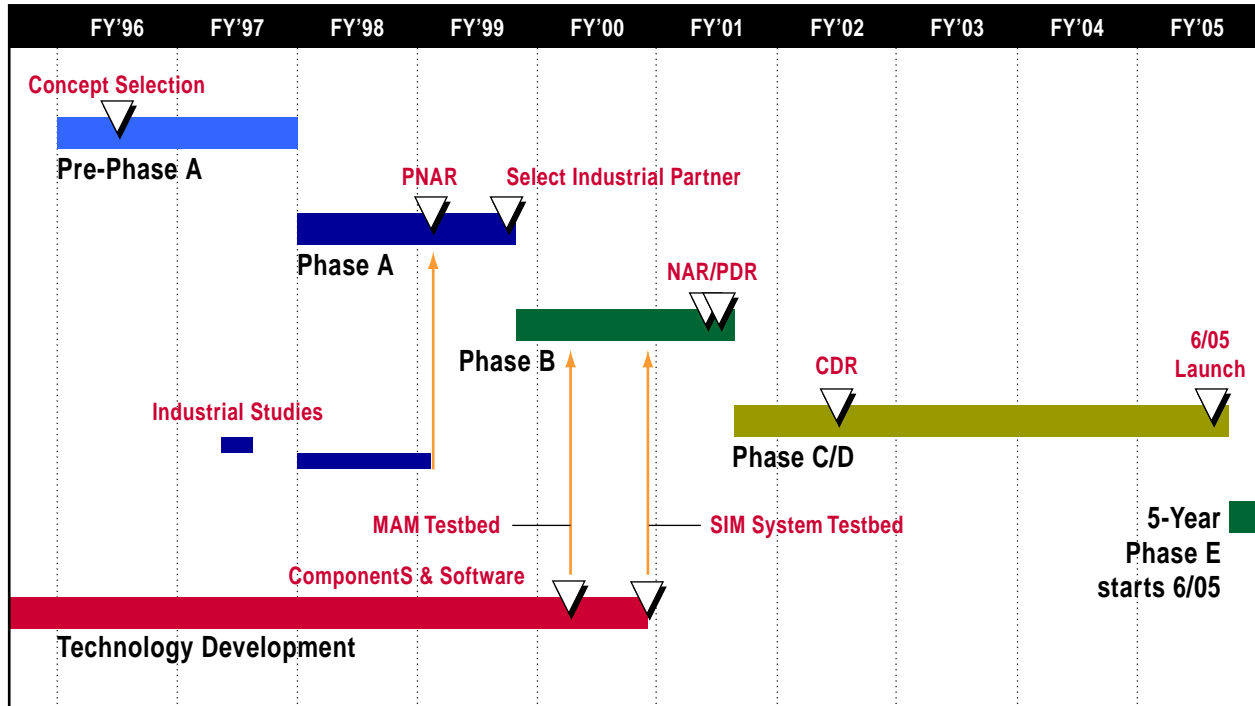 FY’96 FY’97 FY’98 FY’99 FY’00 FY’01 FY’02 FY’03 FY’04 FY’05
Concept Selection
Pre-Phase A
PNAR
Select Industrial Partner
Phase A
NAR/PDR
Phase B
6/05
Launch
CDR
Industrial Studies
Phase C/D
MAM Testbed
SIM System Testbed
5-Year
Phase E
starts 6/05
ComponentS & Software
Technology Development